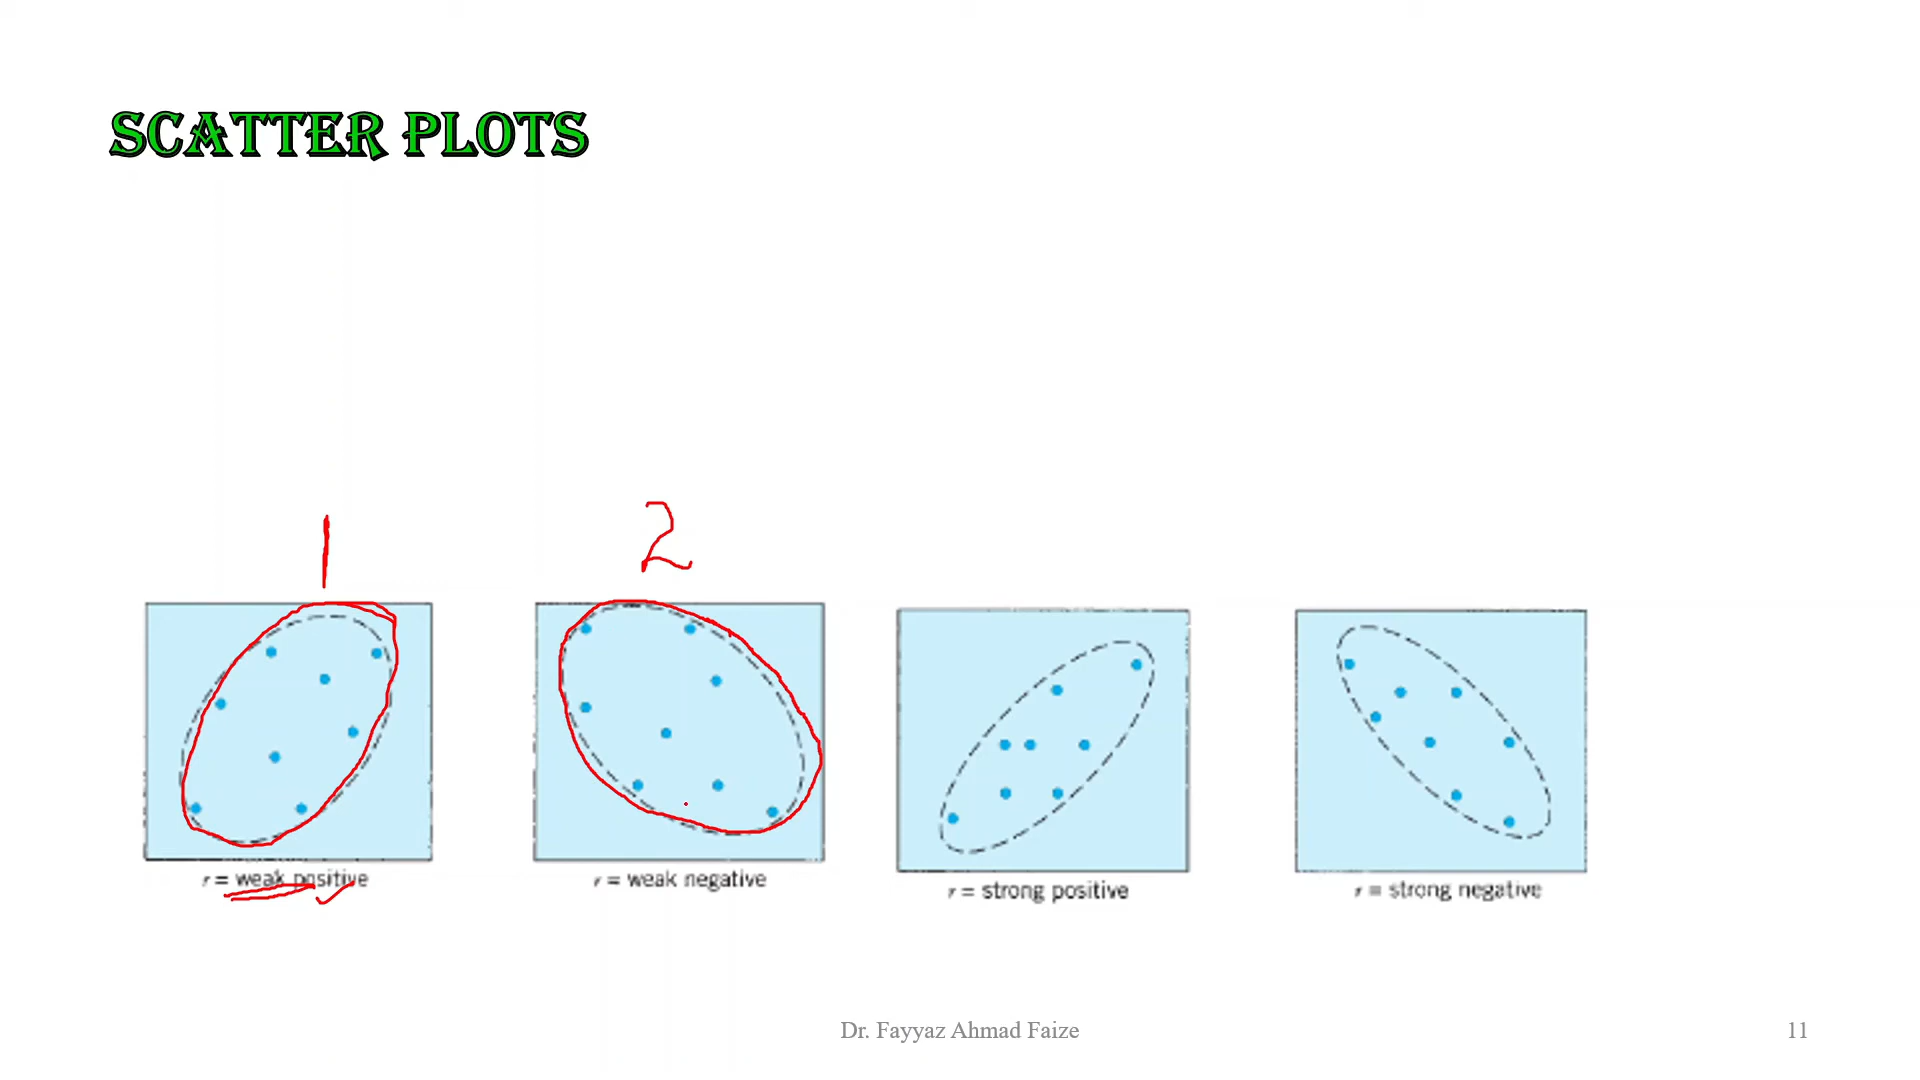 SCATTER PLOTS
1
2
r = weak positive
r = weak negative
r = strong positive
r = strong negative
Dr. Fayyaz Ahmad Faize
11